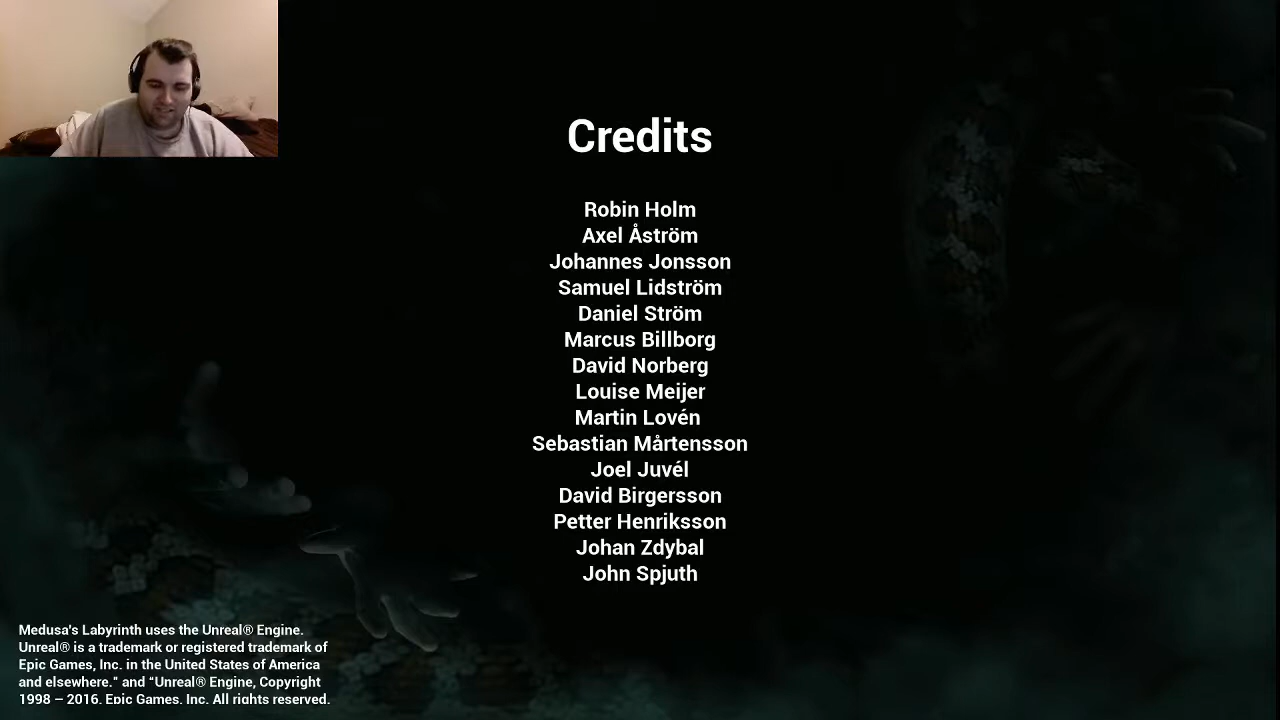 Credits
Robin Holm
Axel Åström
Johannes Jonsson
Samuel Lidström
Daniel Ström
Marcus Billborg
David Norberg
Louise Meijer
Martin Lovén
Sebastian Mårtensson
Joel Juvél
David Birgersson
Petter Henriksson
Johan Zdybal
John Spjuth
Medusa's Labyrinth uses the Unreal® Engine.
Unreal® is a trademark or registered trademark of
Epic Games, Inc. in the United States of America
and elsewhere." and "Unreal® Engine, Copyright
1998 – 2016, Epic Games, Inc. All rights reserved.